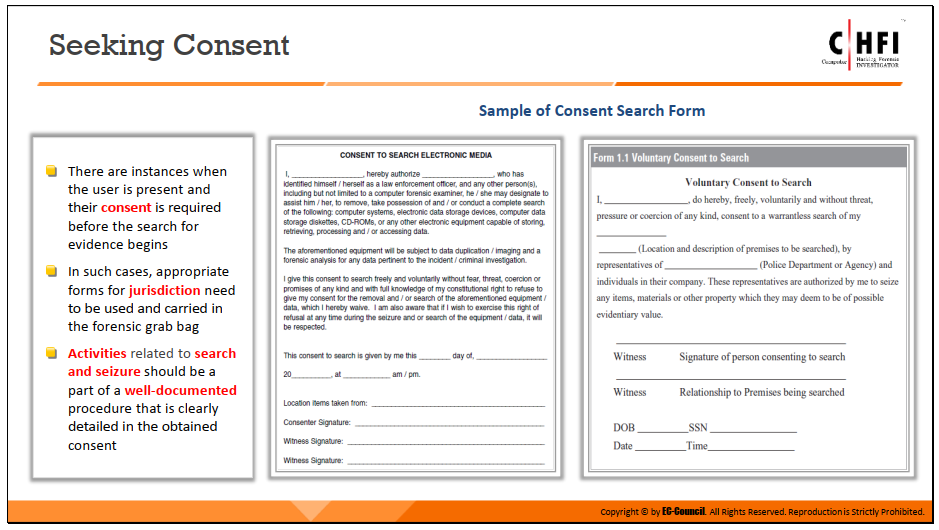 Seeking Consent
CHFI
Computer Hacking Forensic
INVESTIGATOR
Sample of Consent Search Form
There are instances when
the user is present and
their consent is required
before the search for
evidence begins
In such cases, appropriate
forms for jurisdiction need
to be used and carried in
the forensic grab bag
Activities related to search
and seizure should be a
part of a well-documented
procedure that is clearly
detailed in the obtained
consent
CONSENT TO SEARCH ELECTRONIC MEDIA
I, __________________, hereby authorize __________________, who has
identified himself / herself as a law enforcement officer, and any other person(s),
including but not limited to a computer forensic examiner, he / she may designate to
assist him / her, to remove, take possession of and / or conduct a complete search
of the following: computer systems, electronic data storage devices, computer data
storage diskettes, CD-ROMs, or any other electronic equipment capable of storing,
retrieving, processing and / or accessing data.
The aforementioned equipment will be subject to data duplication / imaging and a
forensic analysis for any data pertinent to the incident / criminal investigation.
I give this consent to search freely and voluntarily without fear, threat, coercion or
promises of any kind and with full knowledge of my constitutional right to refuse to
give my consent for the removal and / or search of the aforementioned equipment /
data, which I hereby waive. I am also aware that if I wish to exercise this right of
refusal at any time during the seizure and or search of the equipment / data, it will
be respected.
This consent to search is given by me this ________ day of, __________________
20__________, at ____________ am / pm.
Location items taken from: ____________________________________________
Consenter Signature: ____________________________________________
Witness Signature: ____________________________________________
Witness Signature: ____________________________________________
Form 1.1 Voluntary Consent to Search
Voluntary Consent to Search
I, ________________, do hereby, freely, voluntarily and without threat,
pressure or coercion of any kind, consent to a warrantless search of my
_____________
_______ (Location and description of premises to be searched), by
representatives of __________________ (Police Department or Agency) and
individuals in their company. These representatives are authorized by me to seize
any items, materials or other property which they may deem to be of possible
evidentiary value.
Witness Signature of person consenting to search
Witness Relationship to Premises being searched
DOB __________SSN _________________
Date __________Time_________________
Copyright © by EC-Council. All Rights Reserved. Reproduction is Strictly Prohibited.